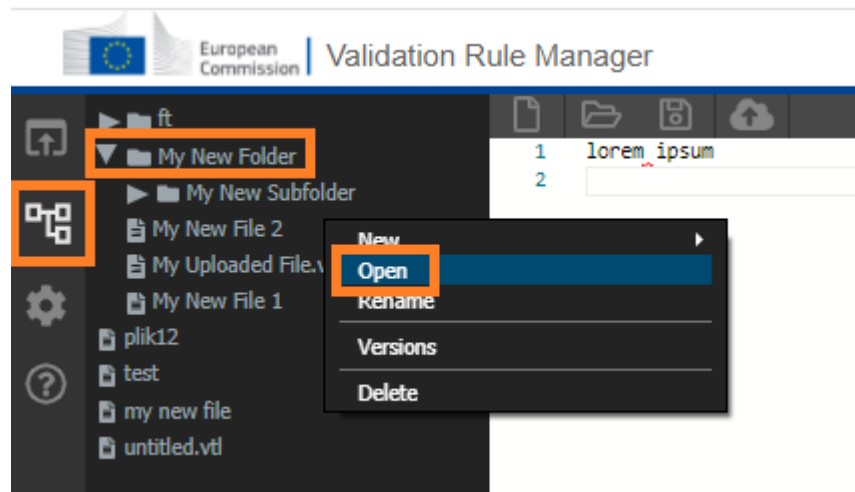 European
Commission
Validation Rule Manager
ft
My New Folder
My New Subfolder
My New File 2
My Uploaded File.v
My New File 1
plik12
test
my new file
untitled.vtl
1 lorem ipsum
2
New
Open
Rename
Versions
Delete
?